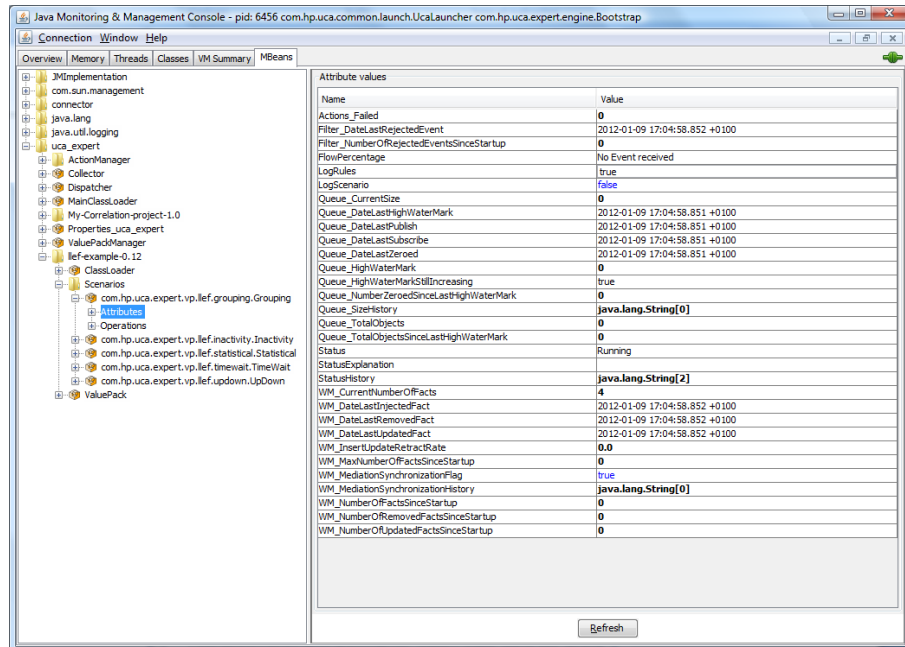 Java Monitoring & Management Console - pid: 6456 com.hp.uca.common.launch.UcaLauncher com.hp.uca.expert.engine.Bootstrap
Connection Window Help
Overview Memory Threads Classes VM Summary MBeans
JMImplementation
com.sun.management
connector
java.lang
java.util.logging
uca_expert
ActionManager
Collector
Dispatcher
MainClassLoader
My-Correlation-project-1.0
Properties_uca_expert
ValuePackManager
llef-example-0.12
ClassLoader
Scenarios
com.hp.uca.expert.vp.llef.grouping.Grouping
Attributes
Operations
com.hp.uca.expert.vp.llef.inactivity.Inactivity
com.hp.uca.expert.vp.llef.statistical.Statistical
com.hp.uca.expert.vp.llef.timewait.TimeWait
com.hp.uca.expert.vp.llef.updown.UpDown
ValuePack
Attribute values
Name Value
Actions_Failed 0
Filter_DateLastRejectedEvent 2012-01-09 17:04:58.852 +0100
Filter_NumberOfRejectedEventsSinceStartup 0
FlowPercentage No Event received
LogRules true
LogScenario false
Queue_CurrentSize 0
Queue_DateLastHighWaterMark 2012-01-09 17:04:58.851 +0100
Queue_DateLastPublish 2012-01-09 17:04:58.851 +0100
Queue_DateLastSubscribe 2012-01-09 17:04:58.851 +0100
Queue_DateLastZeroed 2012-01-09 17:04:58.851 +0100
Queue_HighWaterMark 0
Queue_HighWaterMarkStillIncreasing true
Queue_NumberZeroedSinceLastHighWaterMark 0
Queue_SizeHistory java.lang.String[0]
Queue_TotalObjects 0
Queue_TotalObjectsSinceLastHighWaterMark 0
Status Running
StatusExplanation
StatusHistory java.lang.String[2]
WM_CurrentNumberOfFacts 4
WM_DateLastInjectedFact 2012-01-09 17:04:58.852 +0100
WM_DateLastRemovedFact 2012-01-09 17:04:58.852 +0100
WM_DateLastUpdatedFact 2012-01-09 17:04:58.852 +0100
WM_InsertUpdateRetractRate 0.0
WM_MaxNumberOfFactsSinceStartup 0
WM_MediationSynchronizationFlag true
WM_MediationSynchronizationHistory java.lang.String[0]
WM_NumberOfFactsSinceStartup 0
WM_NumberOfRemovedFactsSinceStartup 0
WM_NumberOfUpdatedFactsSinceStartup 0
Refresh